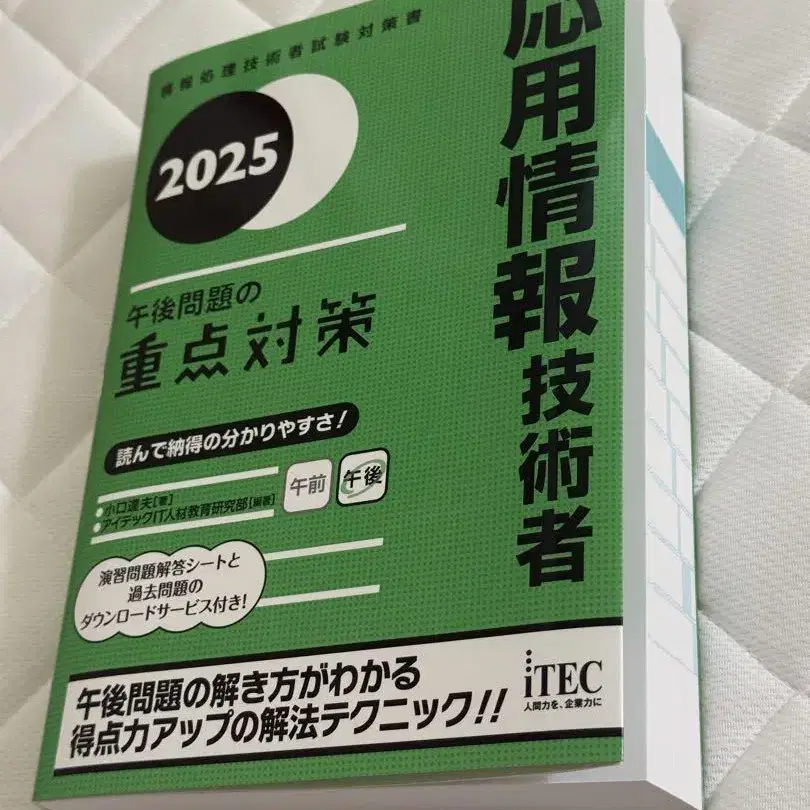 情報処理技術者試験対策書
2025
応用情報技術者
午後問題の
重点対策
読んで納得の分かりやすさ!
小口達夫[著]
アイテックIT人材教育研究部[編著]
午前
午後
演習問題解答シートと
過去問題の
ダウンロードサービス付き!
午後問題の解き方がわかる
得点力アップの解法テクニック!!
iTEC
人間力を、企業力に